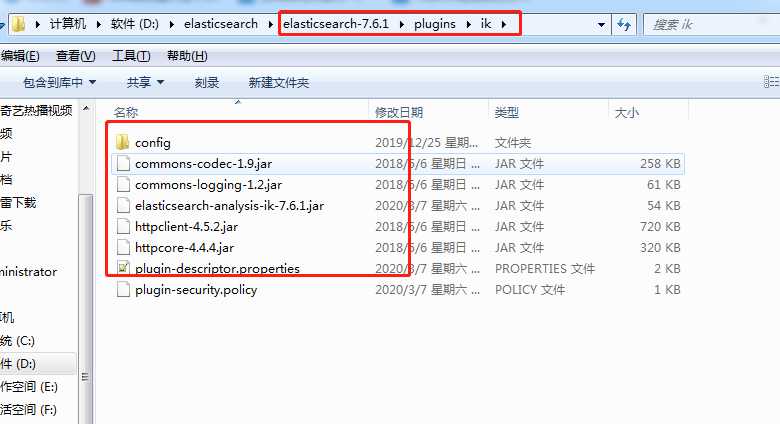 计算机 软件 (D:) elasticsearch elasticsearch-7.6.1 plugins ik 搜索 ik
编辑(E) 查看(V) 工具(T) 帮助(H)
包含到库中 共享 刻录 新建文件夹
名称 修改日期 类型 大小
config 2019/12/25 星期... 文件夹
commons-codec-1.9.jar 2018/5/6 星期日 ... JAR 文件 258 KB
commons-logging-1.2.jar 2018/5/6 星期日 ... JAR 文件 61 KB
elasticsearch-analysis-ik-7.6.1.jar 2020/3/7 星期六 ... JAR 文件 54 KB
httpclient-4.5.2.jar 2018/5/6 星期日 ... JAR 文件 720 KB
httpcore-4.4.4.jar 2018/5/6 星期日 ... JAR 文件 320 KB
plugin-descriptor.properties 2020/3/7 星期六 ... PROPERTIES 文件 2 KB
plugin-security.policy 2020/3/7 星期六 ... POLICY 文件 1 KB
奇艺热播视频
频
片
档
雷下载
乐
ministrator
机
统 (C:)
件 (D:)
作空间 (E:)
活空间 (F:)